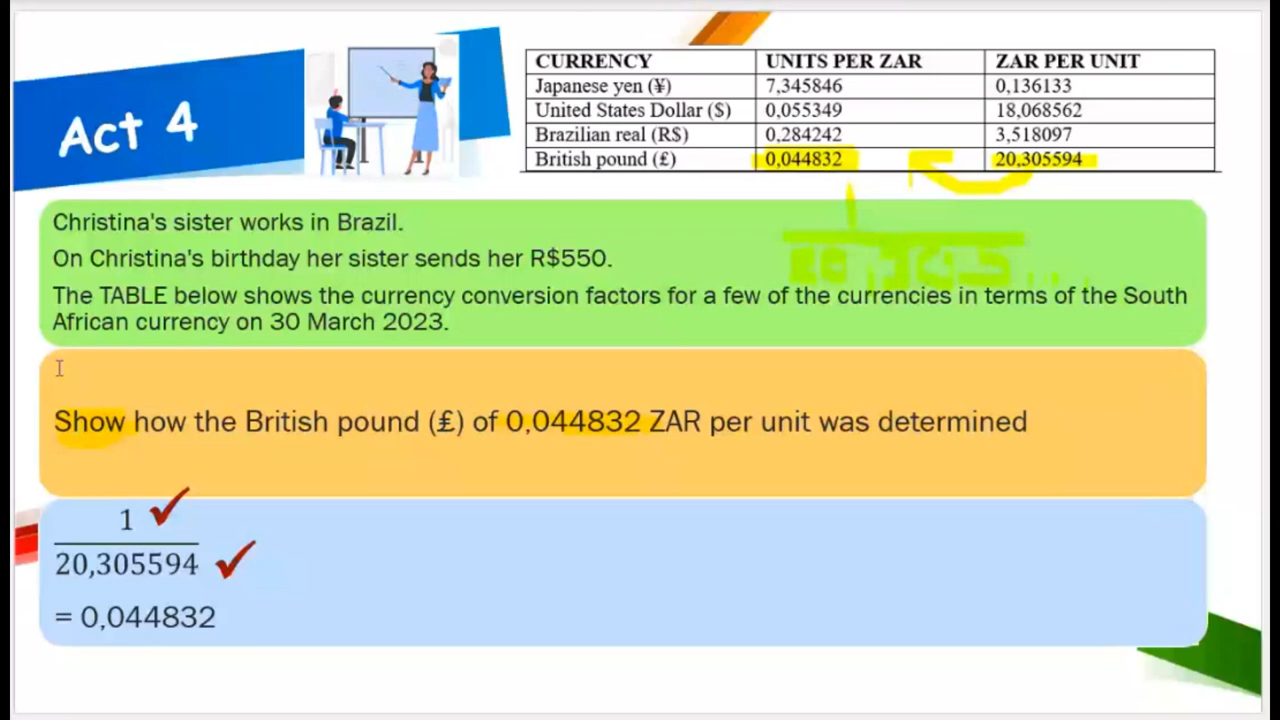 Act 4
CURRENCY UNITS PER ZAR ZAR PER UNIT
Japanese yen (¥) 7,345846 0,136133
United States Dollar ($) 0,055349 18,068562
Brazilian real (R$) 0,284242 3,518097
British pound (£) 0,044832 20,305594
Christina's sister works in Brazil.
On Christina's birthday her sister sends her R$550.
The TABLE below shows the currency conversion factors for a few of the currencies in terms of the South
African currency on 30 March 2023.
Show how the British pound (₤) of 0,044832 ZAR per unit was determined
1
20,305594
= 0,044832